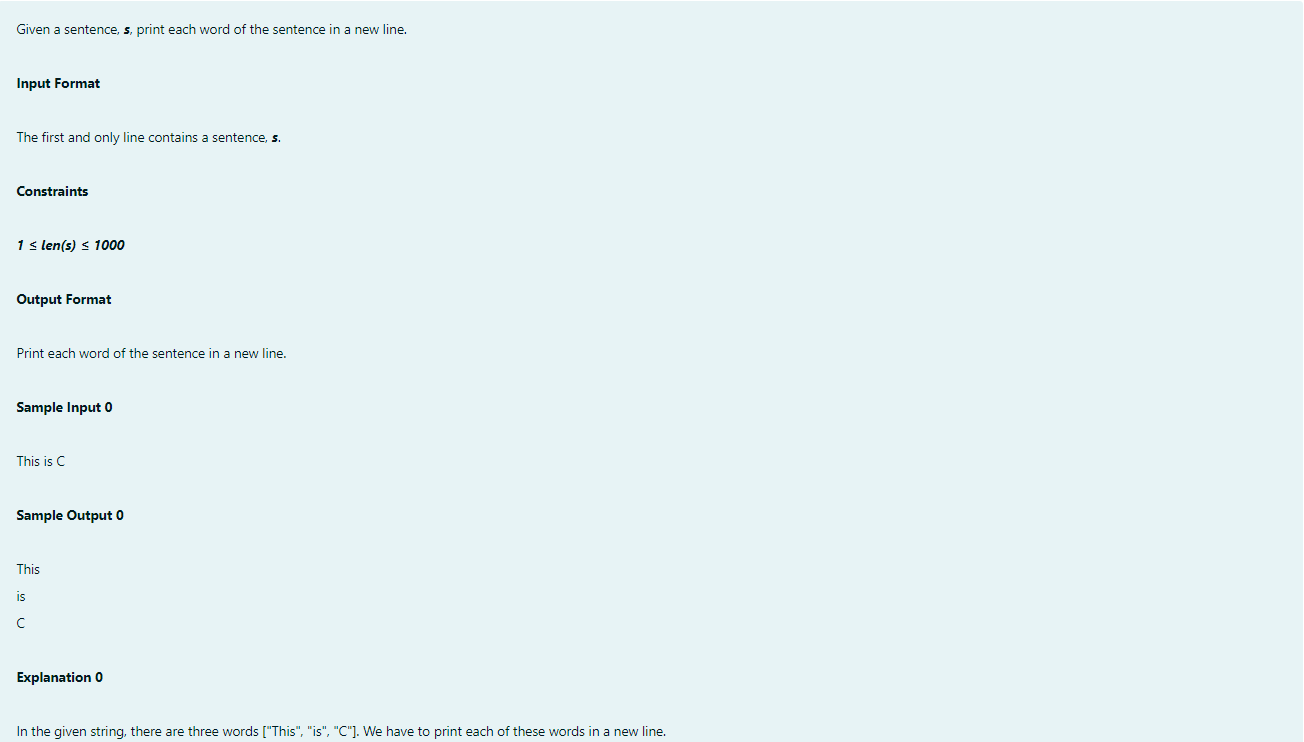 Given a sentence, s, print each word of the sentence in a new line.
Input Format
The first and only line contains a sentence, s.
Constraints
1 ≤ len(s) ≤ 1000
Output Format
Print each word of the sentence in a new line.
Sample Input 0
This is C
Sample Output 0
This
is
C
Explanation 0
In the given string, there are three words ["This", "is", "C"]. We have to print each of these words in a new line.